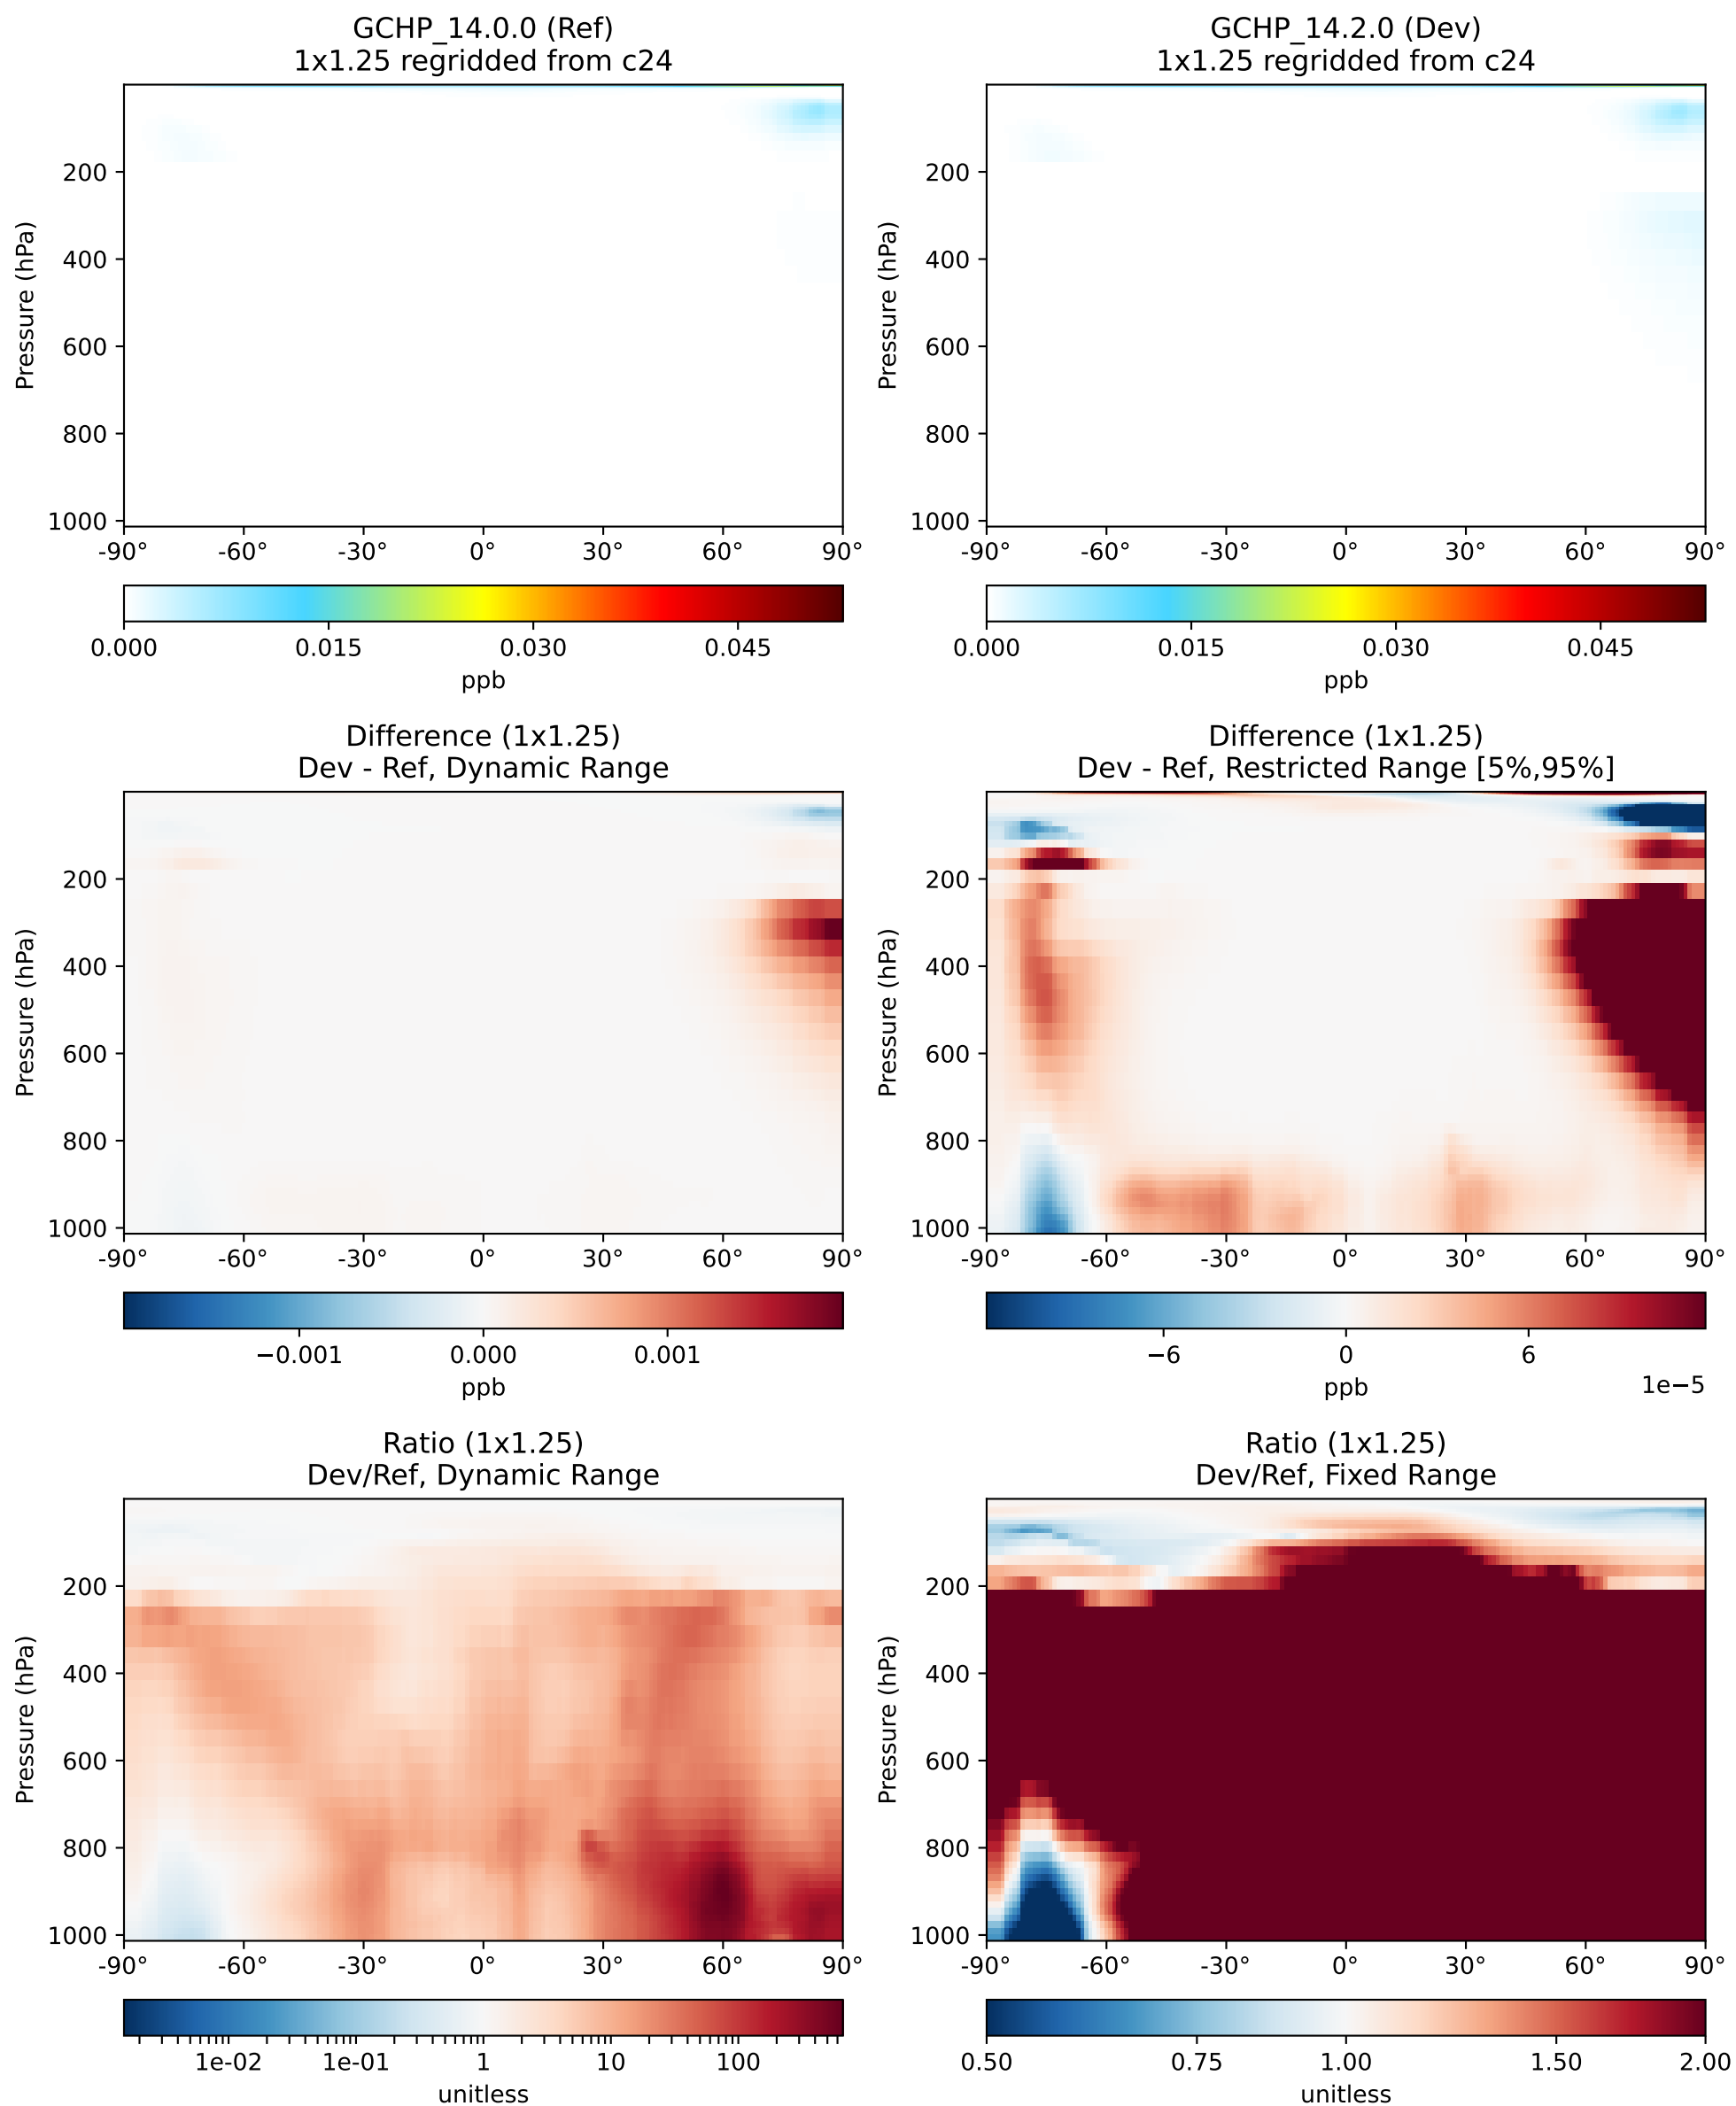 GCHP_14.0.0 (Ref)
1x1.25 regridded from c24
GCHP_14.2.0 (Dev)
1x1.25 regridded from c24
Pressure (hPa)
200
400
600
800
1000
-90° -60° -30° 0° 30° 60° 90°
0.000 0.015 0.030 0.045
ppb
Pressure (hPa)
200
400
600
800
1000
-90° -60° -30° 0° 30° 60° 90°
0.000 0.015 0.030 0.045
ppb
Difference (1x1.25)
Dev - Ref, Dynamic Range
Difference (1x1.25)
Dev - Ref, Restricted Range [5%,95%]
Pressure (hPa)
200
400
600
800
1000
-90° -60° -30° 0° 30° 60° 90°
−0.001 0.000 0.001
ppb
Pressure (hPa)
200
400
600
800
1000
-90° -60° -30° 0° 30° 60° 90°
−6 0 6
ppb
1e−5
Ratio (1x1.25)
Dev/Ref, Dynamic Range
Ratio (1x1.25)
Dev/Ref, Fixed Range
Pressure (hPa)
200
400
600
800
1000
-90° -60° -30° 0° 30° 60° 90°
1e-02 1e-01 1 10 100
unitless
Pressure (hPa)
200
400
600
800
1000
-90° -60° -30° 0° 30° 60° 90°
0.50 0.75 1.00 1.50 2.00
unitless